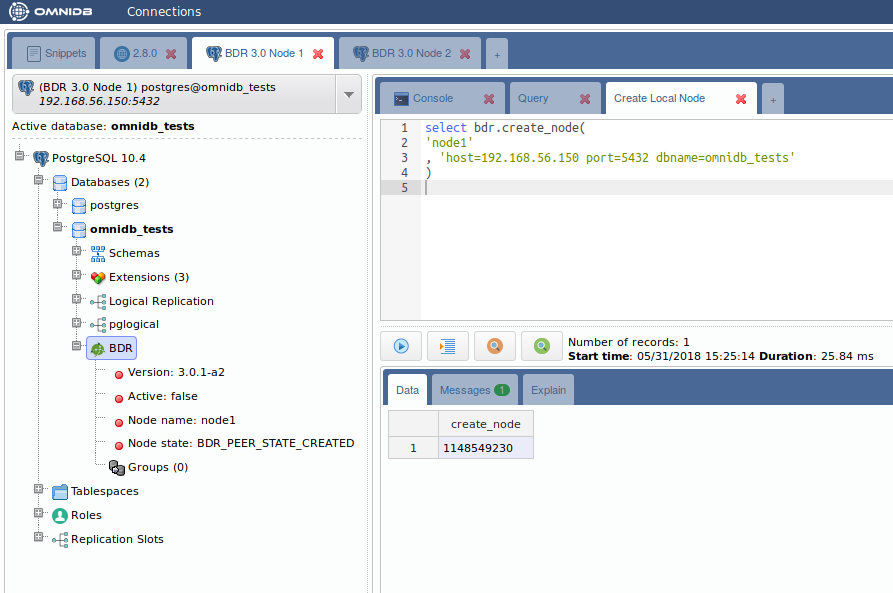 OMNIDB Connections
Snippets 2.8.0 BDR 3.0 Node 1 BDR 3.0 Node 2 +
(BDR 3.0 Node 1) postgres@omnidb_tests
192.168.56.150:5432
Active database: omnidb_tests
PostgreSQL 10.4
Databases (2)
postgres
omnidb_tests
Schemas
Extensions (3)
Logical Replication
pglogical
BDR
Version: 3.0.1-a2
Active: false
Node name: node1
Node state: BDR_PEER_STATE_CREATED
Groups (0)
Tablespaces
Roles
Replication Slots
Console Query Create Local Node +
1 select bdr.create_node(
2 'node1'
3 , 'host=192.168.56.150 port=5432 dbname=omnidb_tests'
4 )
5
Number of records: 1
Start time: 05/31/2018 15:25:14 Duration: 25.84 ms
Data Messages 1 Explain
create_node
1 1148549230